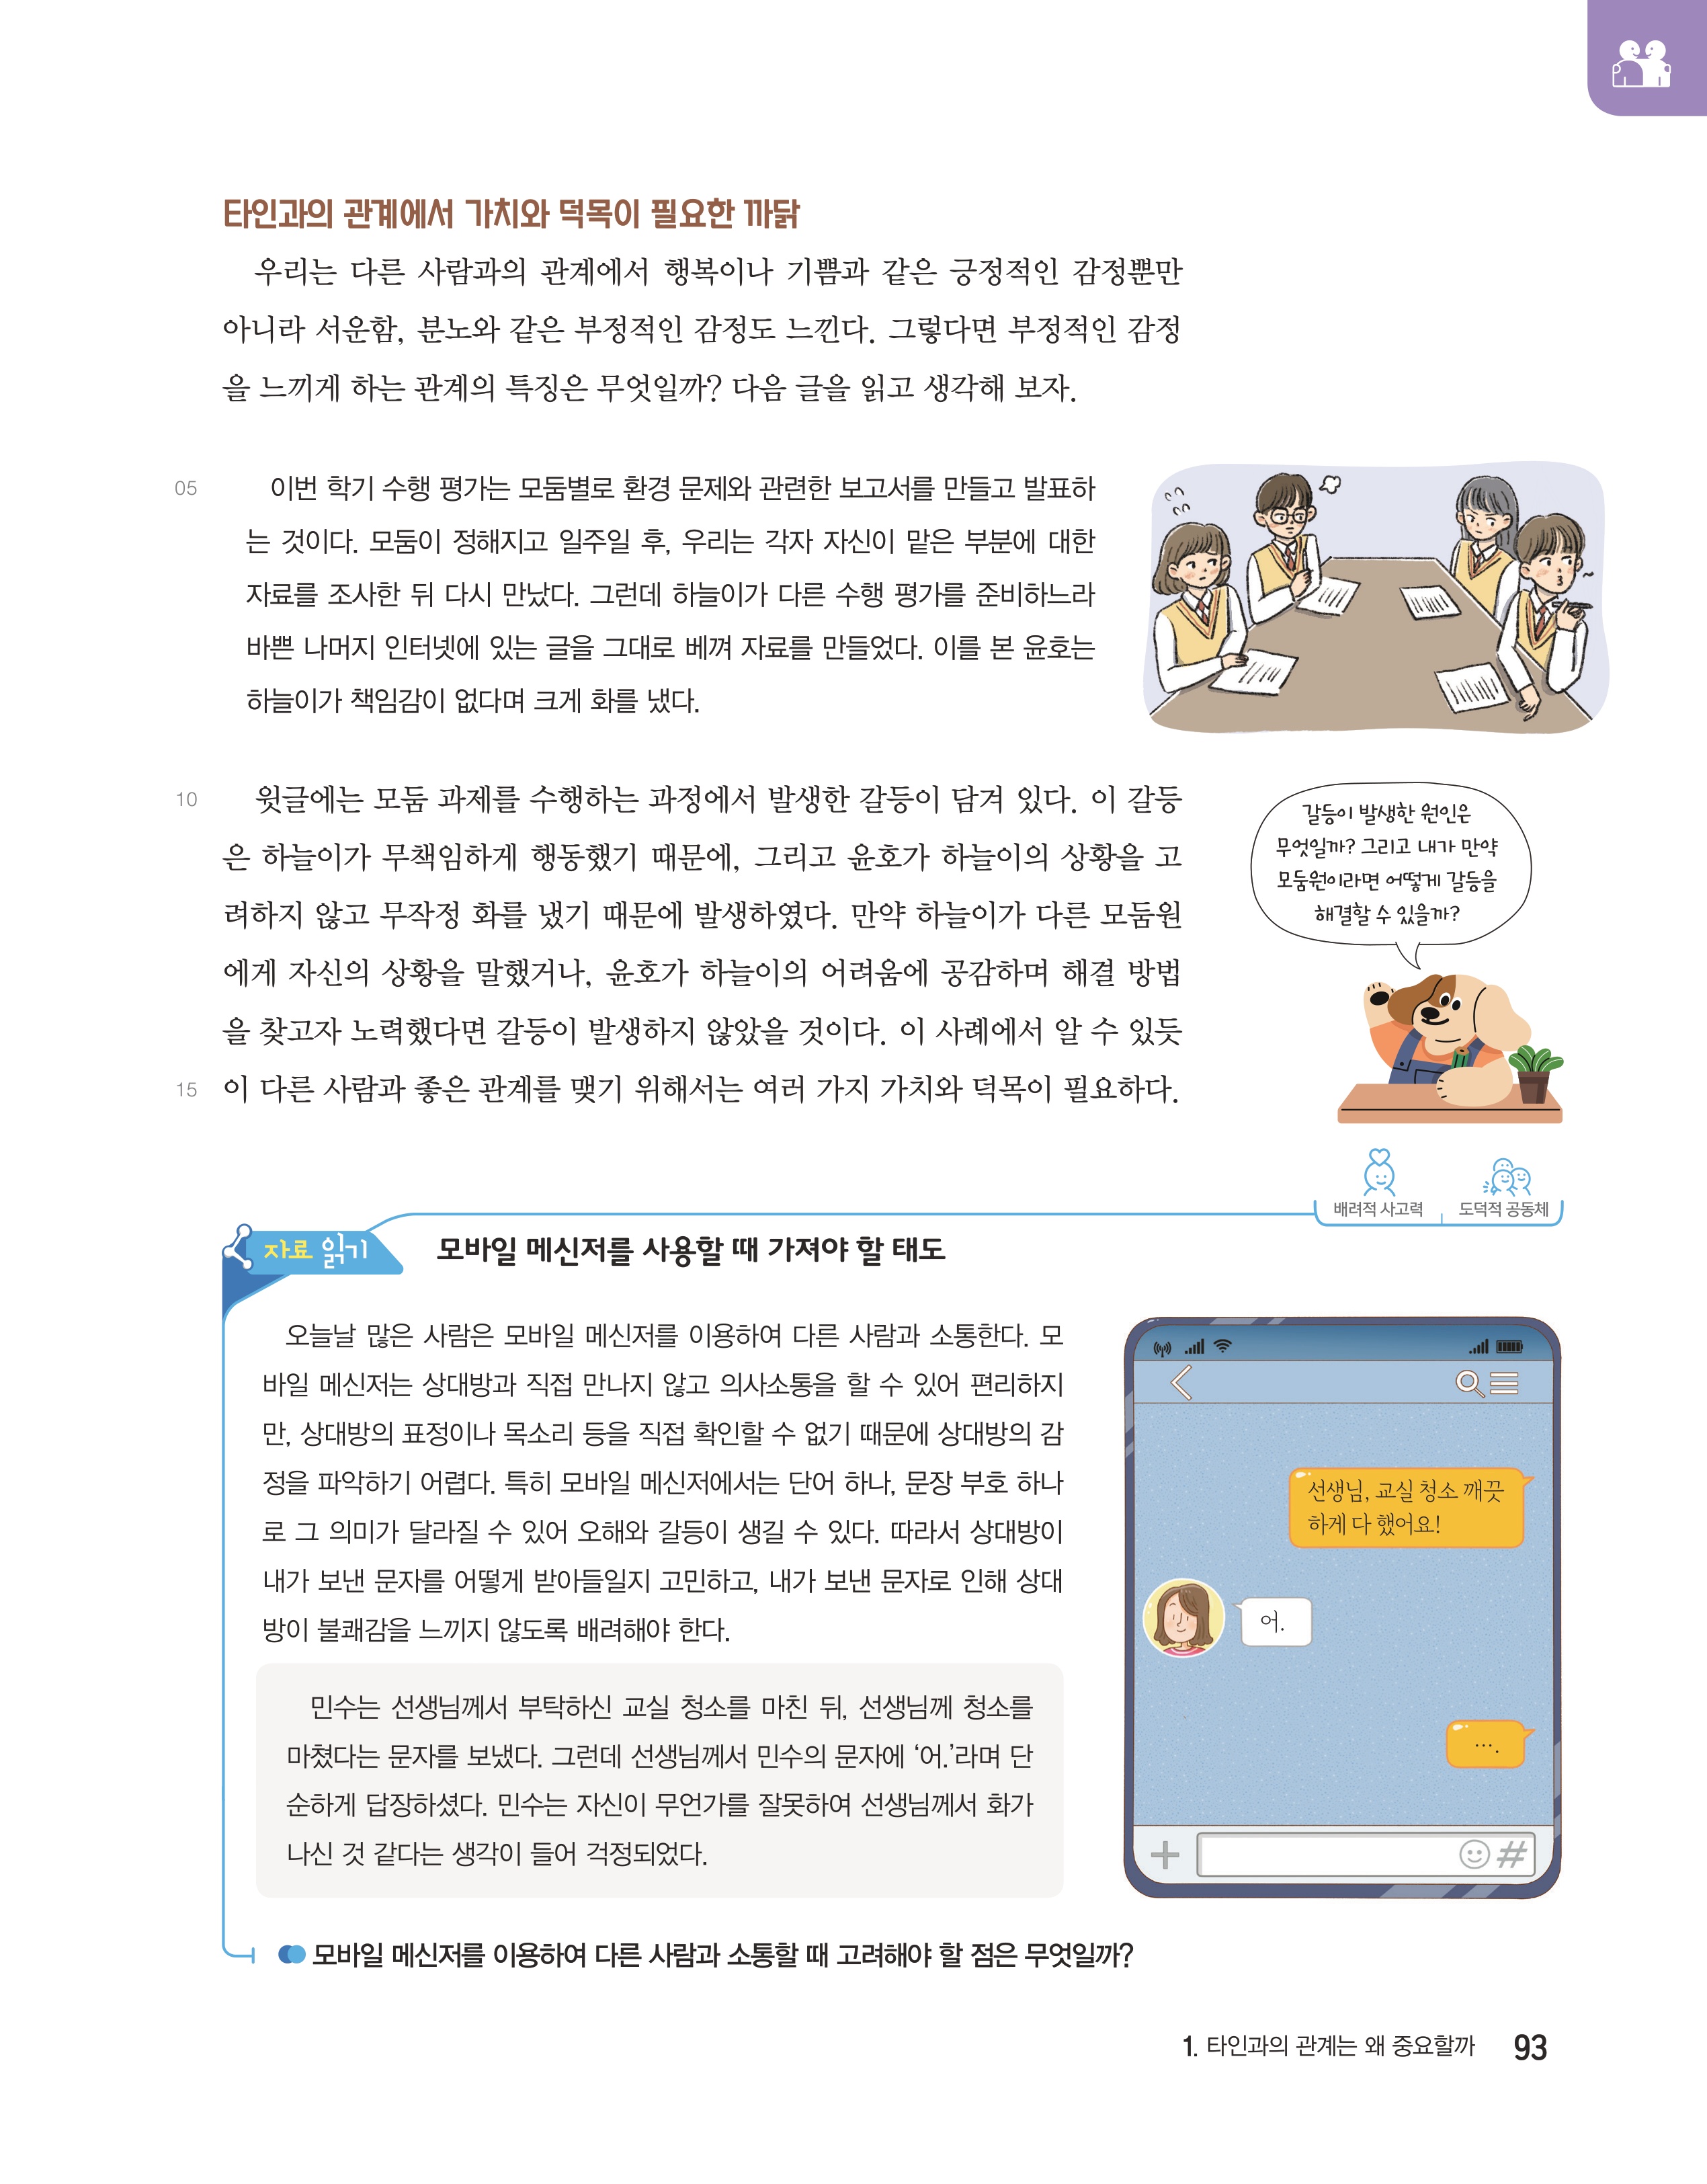 타인과의 관계에서 가치와 덕목이 필요한 까닭
우리는 다른 사람과의 관계에서 행복이나 기쁨과 같은 긍정적인 감정뿐만
아니라 서운함, 분노와 같은 부정적인 감정도 느낀다. 그렇다면 부정적인 감정
을 느끼게 하는 관계의 특징은 무엇일까? 다음 글을 읽고 생각해 보자.
05 이번 학기 수행 평가는 모둠별로 환경 문제와 관련한 보고서를 만들고 발표하
는 것이다. 모둠이 정해지고 일주일 후, 우리는 각자 자신이 맡은 부분에 대한
자료를 조사한 뒤 다시 만났다. 그런데 하늘이가 다른 수행 평가를 준비하느라
바쁜 나머지 인터넷에 있는 글을 그대로 베껴 자료를 만들었다. 이를 본 윤호는
하늘이가 책임감이 없다며 크게 화를 냈다.
10 윗글에는 모둠 과제를 수행하는 과정에서 발생한 갈등이 담겨 있다. 이 갈등
은 하늘이가 무책임하게 행동했기 때문에, 그리고 윤호가 하늘이의 상황을 고
려하지 않고 무작정 화를 냈기 때문에 발생하였다. 만약 하늘이가 다른 모둠원
에게 자신의 상황을 말했거나, 윤호가 하늘이의 어려움에 공감하며 해결 방법
을 찾고자 노력했다면 갈등이 발생하지 않았을 것이다. 이 사례에서 알 수 있듯
15 이 다른 사람과 좋은 관계를 맺기 위해서는 여러 가지 가치와 덕목이 필요하다.
갈등이 발생한 원인은
무엇일까? 그리고 내가 만약
모둠원이라면 어떻게 갈등을
해결할 수 있을까?
배려적 사고력 도덕적 공동체
자료 읽기 모바일 메신저를 사용할 때 가져야 할 태도
오늘날 많은 사람은 모바일 메신저를 이용하여 다른 사람과 소통한다. 모
바일 메신저는 상대방과 직접 만나지 않고 의사소통을 할 수 있어 편리하지
만, 상대방의 표정이나 목소리 등을 직접 확인할 수 없기 때문에 상대방의 감
정을 파악하기 어렵다. 특히 모바일 메신저에서는 단어 하나, 문장 부호 하나
로 그 의미가 달라질 수 있어 오해와 갈등이 생길 수 있다. 따라서 상대방이
내가 보낸 문자를 어떻게 받아들일지 고민하고, 내가 보낸 문자로 인해 상대
방이 불쾌감을 느끼지 않도록 배려해야 한다.
민수는 선생님께서 부탁하신 교실 청소를 마친 뒤, 선생님께 청소를
마쳤다는 문자를 보냈다. 그런데 선생님께서 민수의 문자에 ‘어.’라며 단
순하게 답장하셨다. 민수는 자신이 무언가를 잘못하여 선생님께서 화가
나신 것 같다는 생각이 들어 걱정되었다.
선생님, 교실 청소 깨끗
하게 다 했어요!
어.
….
#
모바일 메신저를 이용하여 다른 사람과 소통할 때 고려해야 할 점은 무엇일까?
1. 타인과의 관계는 왜 중요할까 93